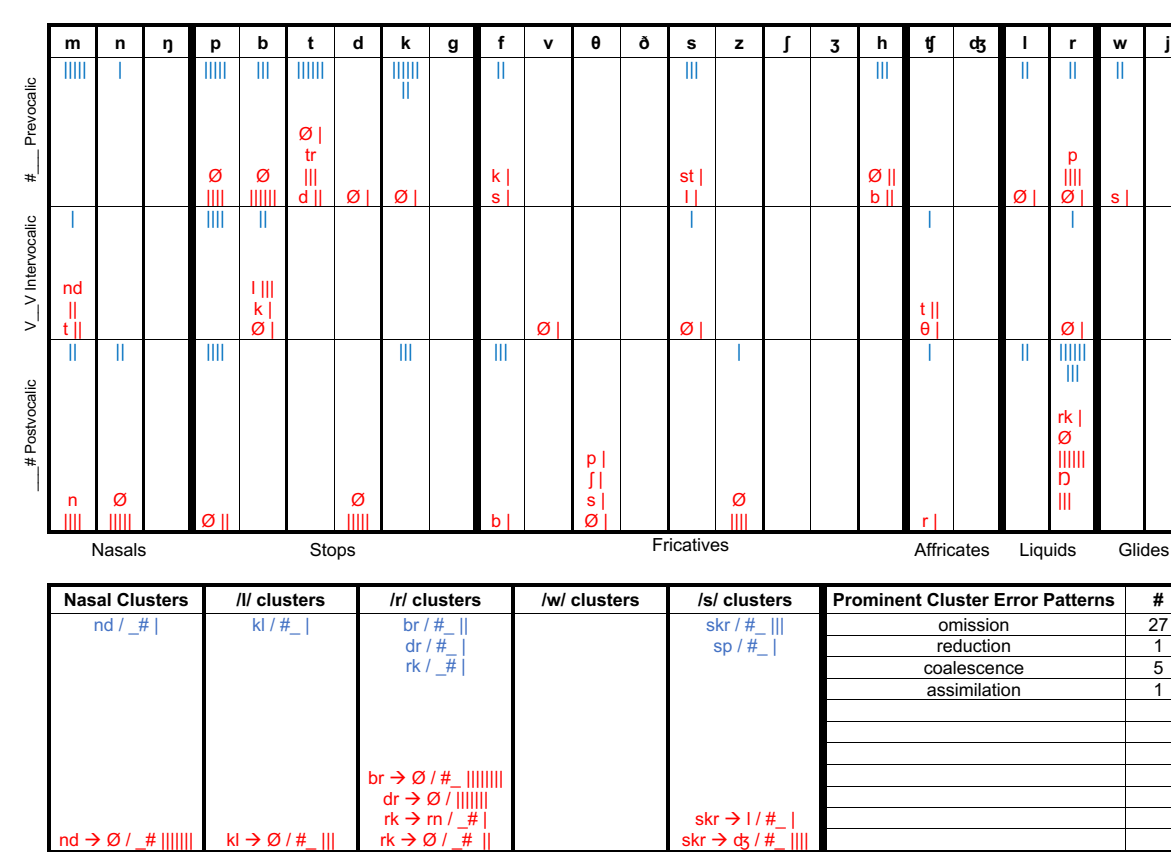 m n ŋ p b t d k g f v θ ð s z ʃ ʒ h ʧ ʤ l r w j
#___ Prevocalic
||||| | ||||| ||| |||||| |||||| || ||| ||| || || ||
||
Ø |
tr p
Ø Ø ||| k | st | Ø || ||||
|||| |||||| d || Ø | Ø | s | l | b || Ø | Ø | s |
V__V Intervocalic
| |||| || | | |
nd l |||
|| k | t ||
t || Ø | Ø | Ø | θ | Ø |
___# Postvocalic
|| || |||| ||| ||| | | || ||||||
|||
rk |
Ø
p | ||||||
ʃ | Ŋ
n Ø Ø s | Ø |||
|||| ||||| Ø || ||||| b | Ø | |||| r |
Nasals Stops Fricatives Affricates Liquids Glides
Nasal Clusters /l/ clusters /r/ clusters /w/ clusters /s/ clusters Prominent Cluster Error Patterns #
nd / _# | kl / #_ | br / #_ || skr / #_ ||| omission 27
dr / #_ | sp / #_ | reduction 1
rk / _# | coalescence 5
assimilation 1
br → Ø / #_ ||||||||
dr → Ø / |||||||
rk → rn / _# | skr → l / #_ |
nd → Ø / _# ||||||| kl → Ø / #_ ||| rk → Ø / _# || skr → ʤ / #_ ||||